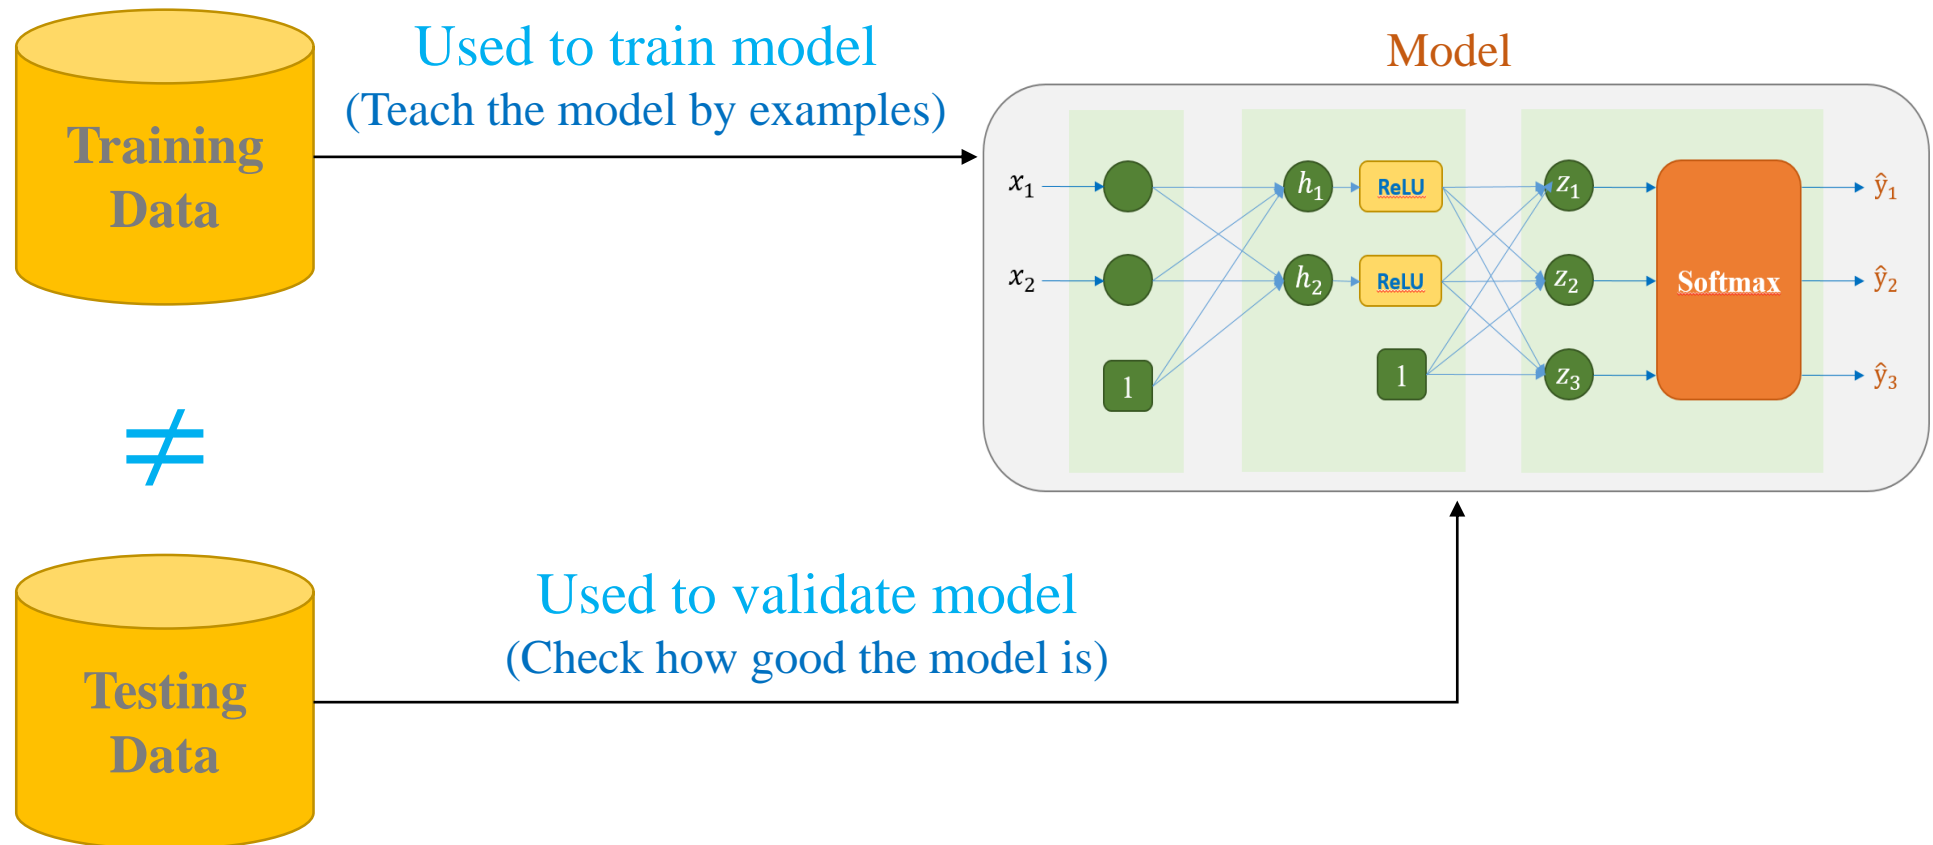 Used to train model
(Teach the model by examples)
Training
Data
Model
x₁
h₁
ReLU
z₁
ŷ₁
x₂
h₂
ReLU
z₂
Softmax
ŷ₂
1
1
z₃
ŷ₃
≠
Used to validate model
(Check how good the model is)
Testing
Data